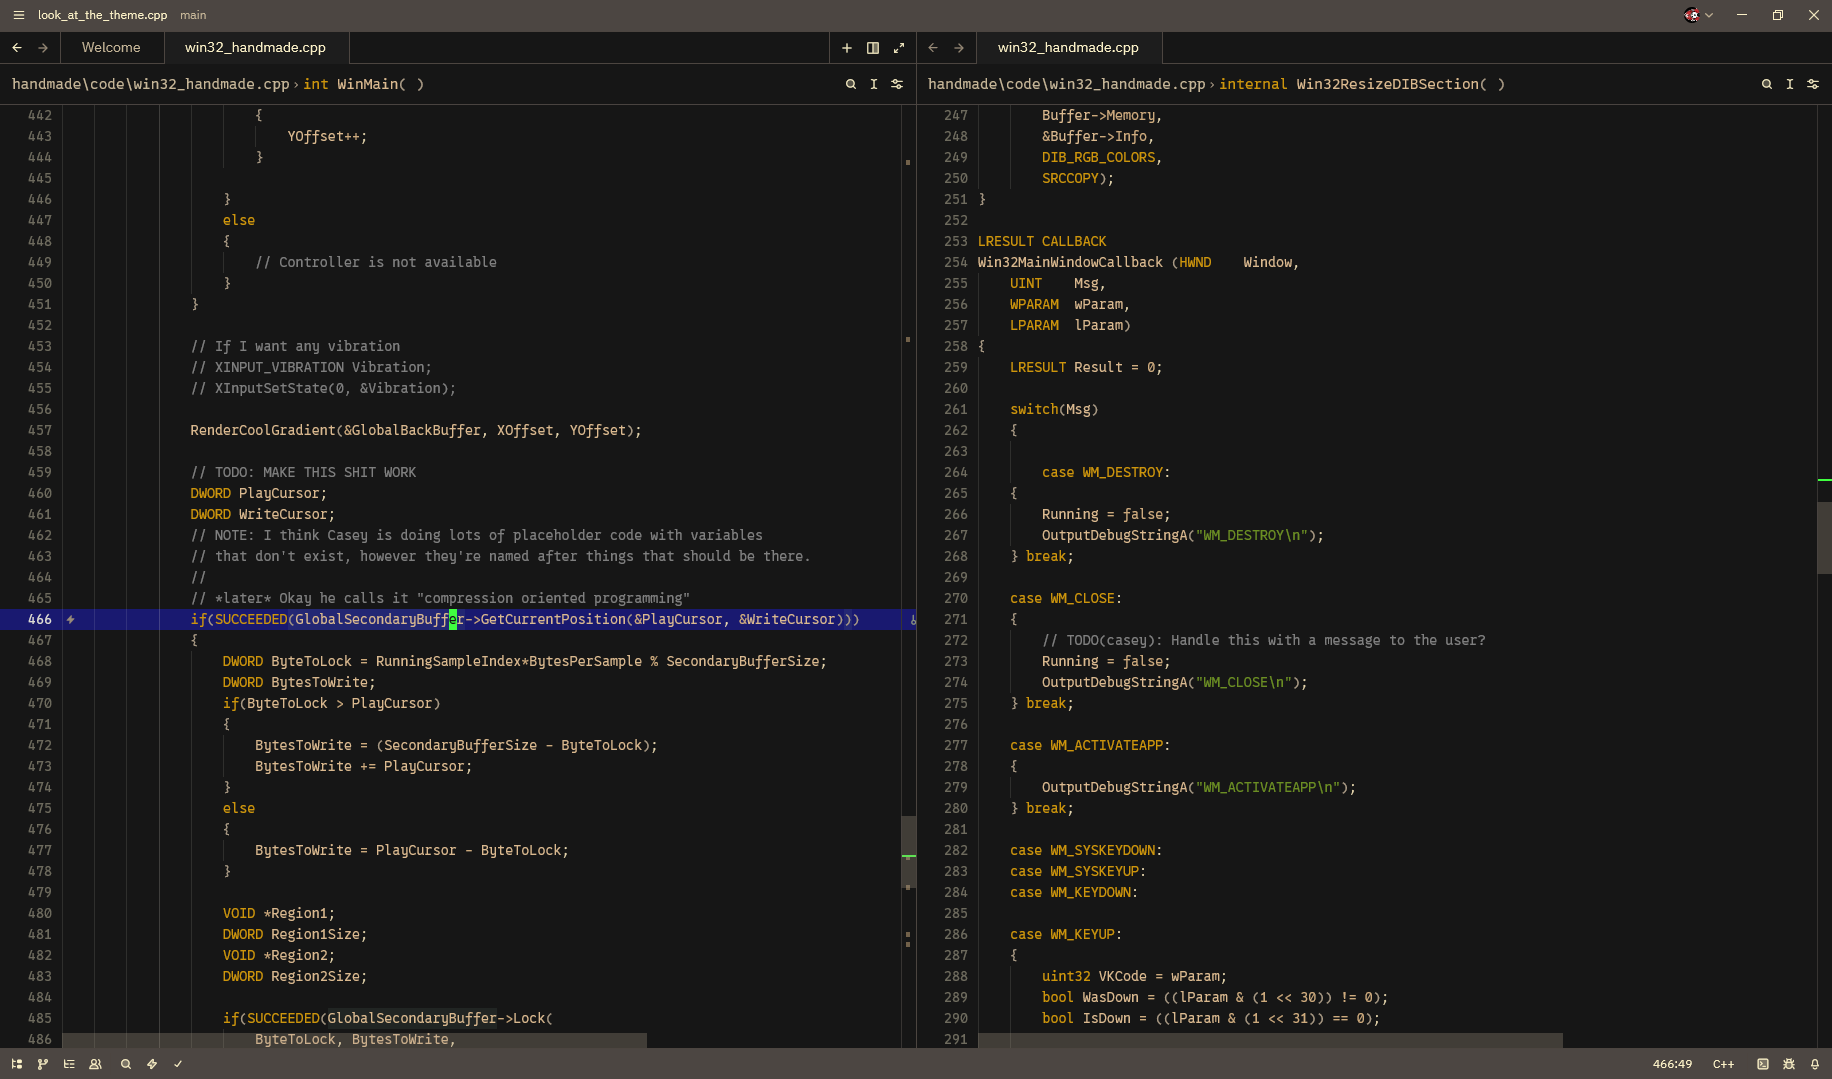 look_at_the_theme.cpp main
Welcome win32_handmade.cpp
handmade\code\win32_handmade.cpp › int WinMain( )
442 {
443 YOffset++;
444 }
445
446 }
447 else
448 {
449 // Controller is not available
450 }
451 }
452
453 // If I want any vibration
454 // XINPUT_VIBRATION Vibration;
455 // XInputSetState(0, &Vibration);
456
457 RenderCoolGradient(&GlobalBackBuffer, XOffset, YOffset);
458
459 // TODO: MAKE THIS SHIT WORK
460 DWORD PlayCursor;
461 DWORD WriteCursor;
462 // NOTE: I think Casey is doing lots of placeholder code with variables
463 // that don't exist, however they're named after things that should be there.
464 //
465 // *later* Okay he calls it "compression oriented programming"
466 if(SUCCEEDED(GlobalSecondaryBuffer->GetCurrentPosition(&PlayCursor, &WriteCursor)))
467 {
468 DWORD ByteToLock = RunningSampleIndex*BytesPerSample % SecondaryBufferSize;
469 DWORD BytesToWrite;
470 if(ByteToLock > PlayCursor)
471 {
472 BytesToWrite = (SecondaryBufferSize - ByteToLock);
473 BytesToWrite += PlayCursor;
474 }
475 else
476 {
477 BytesToWrite = PlayCursor - ByteToLock;
478 }
479
480 VOID *Region1;
481 DWORD Region1Size;
482 VOID *Region2;
483 DWORD Region2Size;
484
485 if(SUCCEEDED(GlobalSecondaryBuffer->Lock(
486 ByteToLock, BytesToWrite,
win32_handmade.cpp
handmade\code\win32_handmade.cpp › internal Win32ResizeDIBSection( )
247 Buffer->Memory,
248 &Buffer->Info,
249 DIB_RGB_COLORS,
250 SRCCOPY);
251 }
252
253 LRESULT CALLBACK
254 Win32MainWindowCallback (HWND Window,
255 UINT Msg,
256 WPARAM wParam,
257 LPARAM lParam)
258 {
259 LRESULT Result = 0;
260
261 switch(Msg)
262 {
263
264 case WM_DESTROY:
265 {
266 Running = false;
267 OutputDebugStringA("WM_DESTROY\n");
268 } break;
269
270 case WM_CLOSE:
271 {
272 // TODO(casey): Handle this with a message to the user?
273 Running = false;
274 OutputDebugStringA("WM_CLOSE\n");
275 } break;
276
277 case WM_ACTIVATEAPP:
278 {
279 OutputDebugStringA("WM_ACTIVATEAPP\n");
280 } break;
281
282 case WM_SYSKEYDOWN:
283 case WM_SYSKEYUP:
284 case WM_KEYDOWN:
285
286 case WM_KEYUP:
287 {
288 uint32 VKCode = wParam;
289 bool WasDown = ((lParam & (1 << 30)) != 0);
290 bool IsDown = ((lParam & (1 << 31)) == 0);
291
466:49 C++